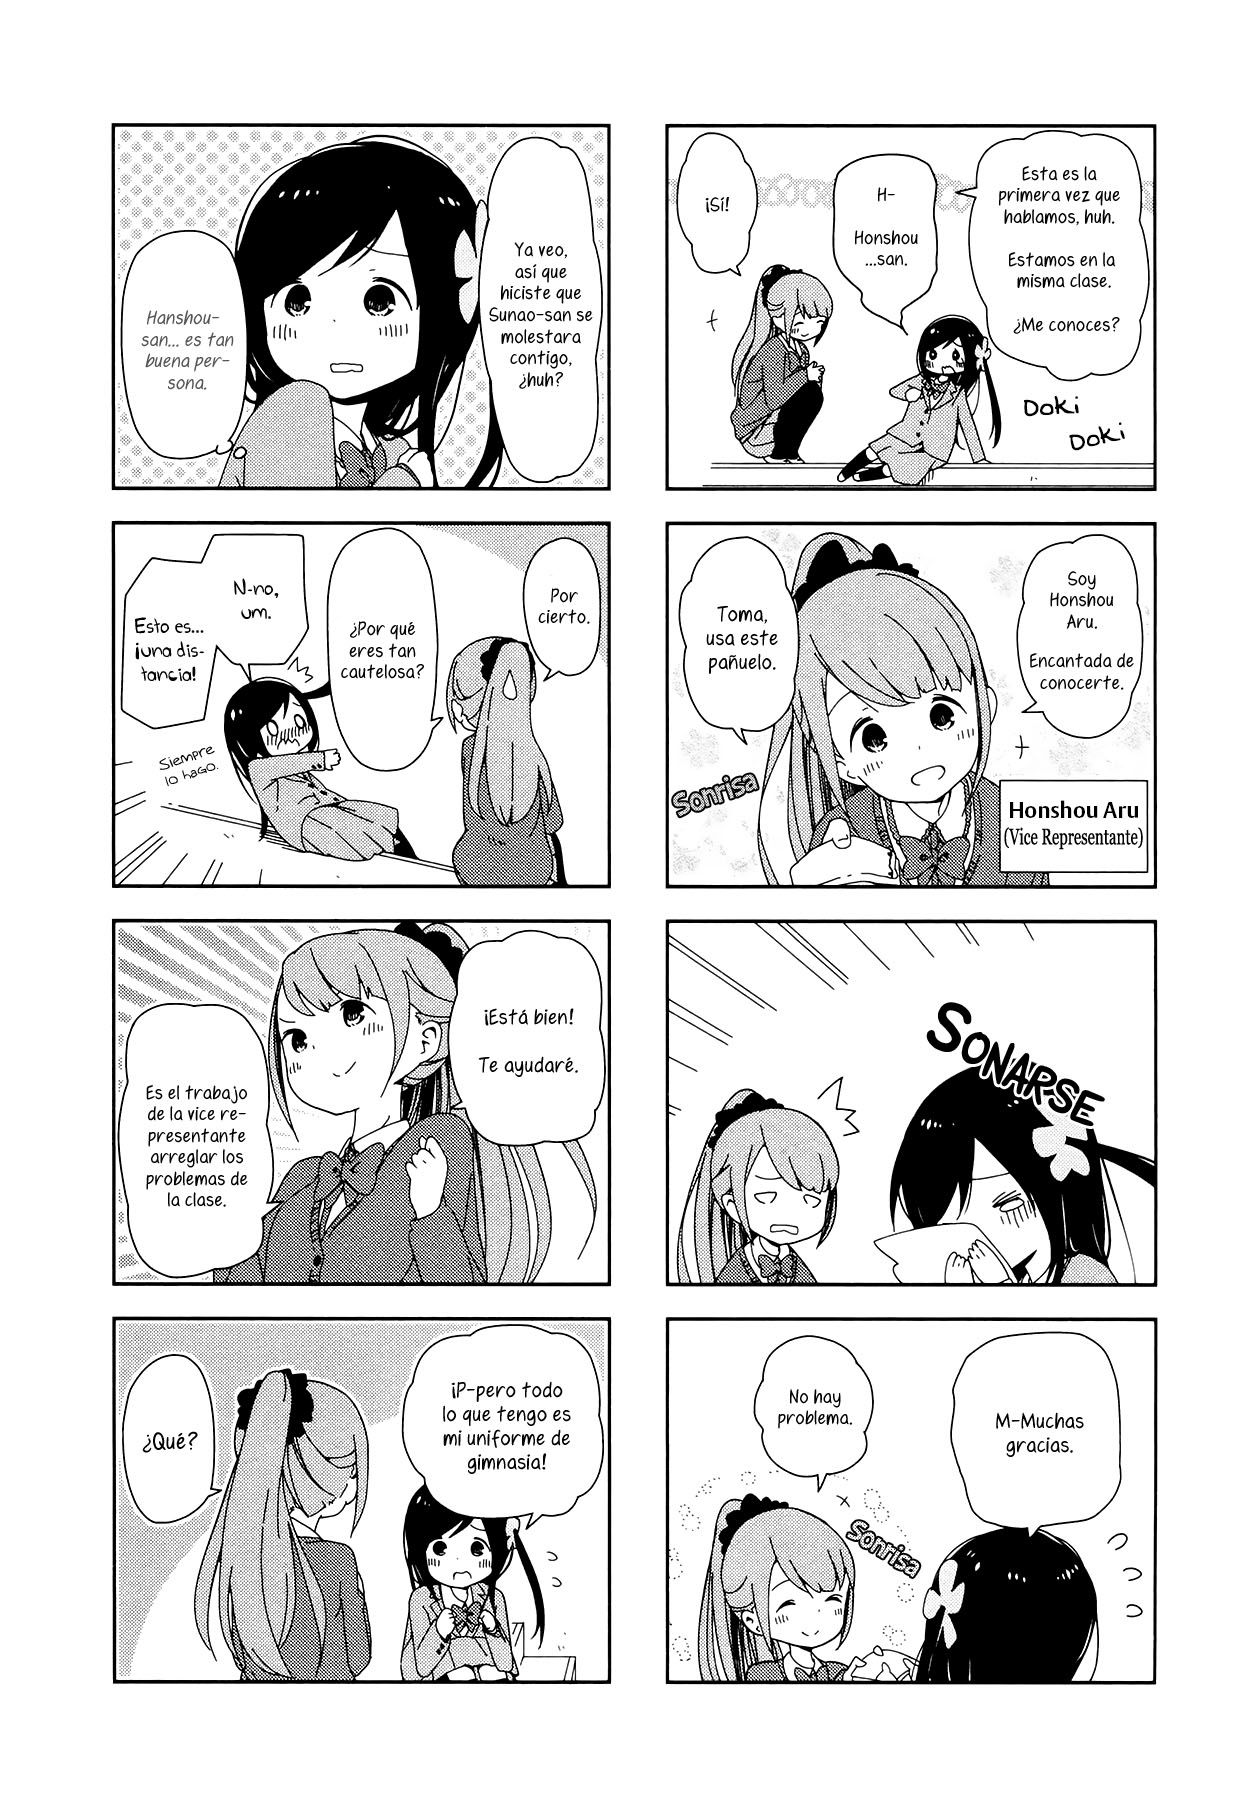 Esta es la
primera vez que
hablamos, huh.
Estamos en la
misma clase.
¿Me conoces?
H-
Honshou
...san.
¡Sí!
Doki
Doki
Soy
Honshou
Aru.
Encantada de
conocerte.
Toma,
usa este
pañuelo.
Sonrisa
Honshou Aru
(Vice Representante)
SONARSE
M-Muchas
gracias.
No hay
problema.
Sonrisa
Ya veo,
así que
hiciste que
Sunao-san se
molestara
contigo,
¿huh?
Hanshou-
san... es tan
buena per-
sona.
Por
cierto.
¿Por qué
eres tan
cautelosa?
N-no,
um.
Esto es...
¡una dis-
tancia!
Siempre
lo hago.
¡Está bien!
Te ayudaré.
Es el trabajo
de la vice re-
presentante
arreglar los
problemas de
la clase.
¡P-pero todo
lo que tengo es
mi uniforme de
gimnasia!
¿Qué?